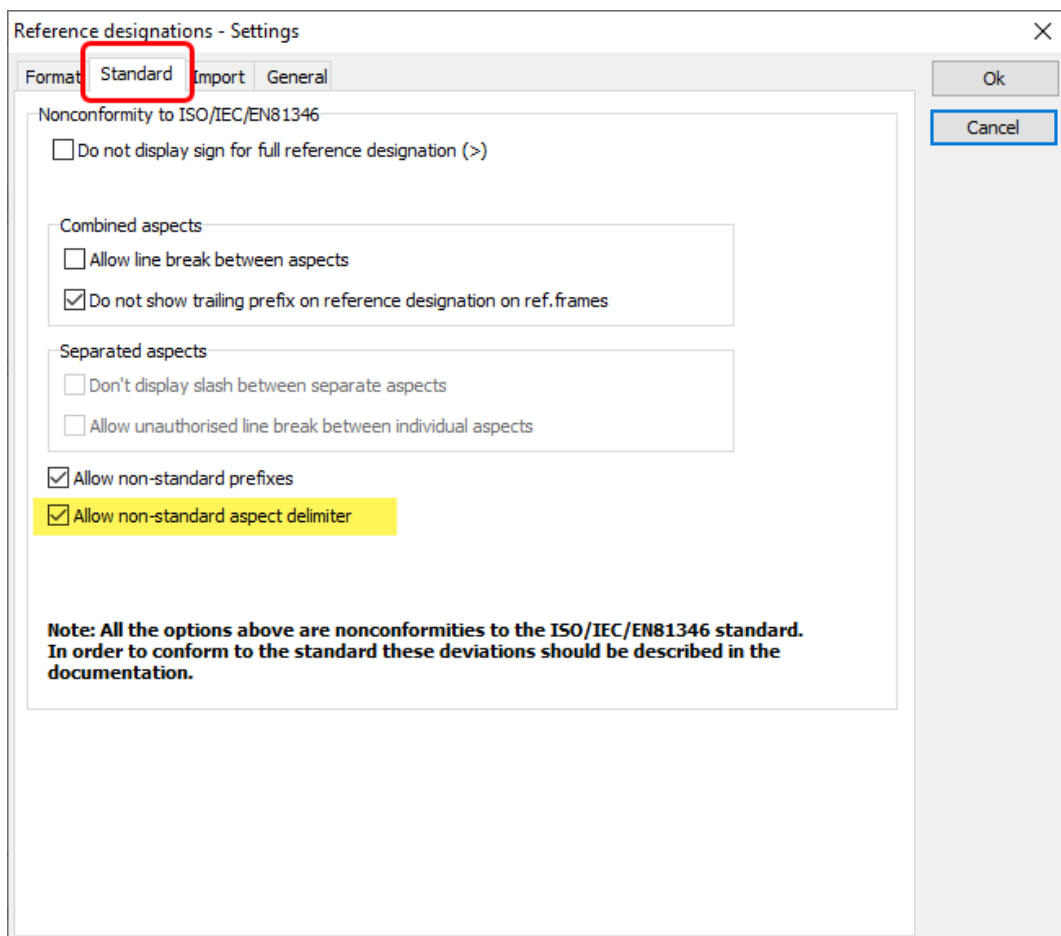 Reference designations - Settings
Format Standard Import General
Ok
Cancel
Nonconformity to ISO/IEC/EN81346
Do not display sign for full reference designation (>)
Combined aspects
Allow line break between aspects
Do not show trailing prefix on reference designation on ref.frames
Separated aspects
Don't display slash between separate aspects
Allow unauthorised line break between individual aspects
Allow non-standard prefixes
Allow non-standard aspect delimiter
Note: All the options above are nonconformities to the ISO/IEC/EN81346 standard.
In order to conform to the standard these deviations should be described in the
documentation.